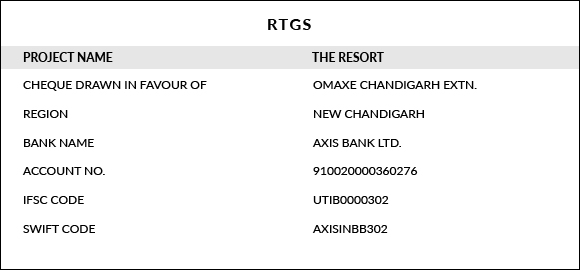 RTGS
PROJECT NAME THE RESORT
CHEQUE DRAWN IN FAVOUR OF OMAXE CHANDIGARH EXTN.
REGION NEW CHANDIGARH
BANK NAME AXIS BANK LTD.
ACCOUNT NO. 910020000360276
IFSC CODE UTIB0000302
SWIFT CODE AXISINBB302